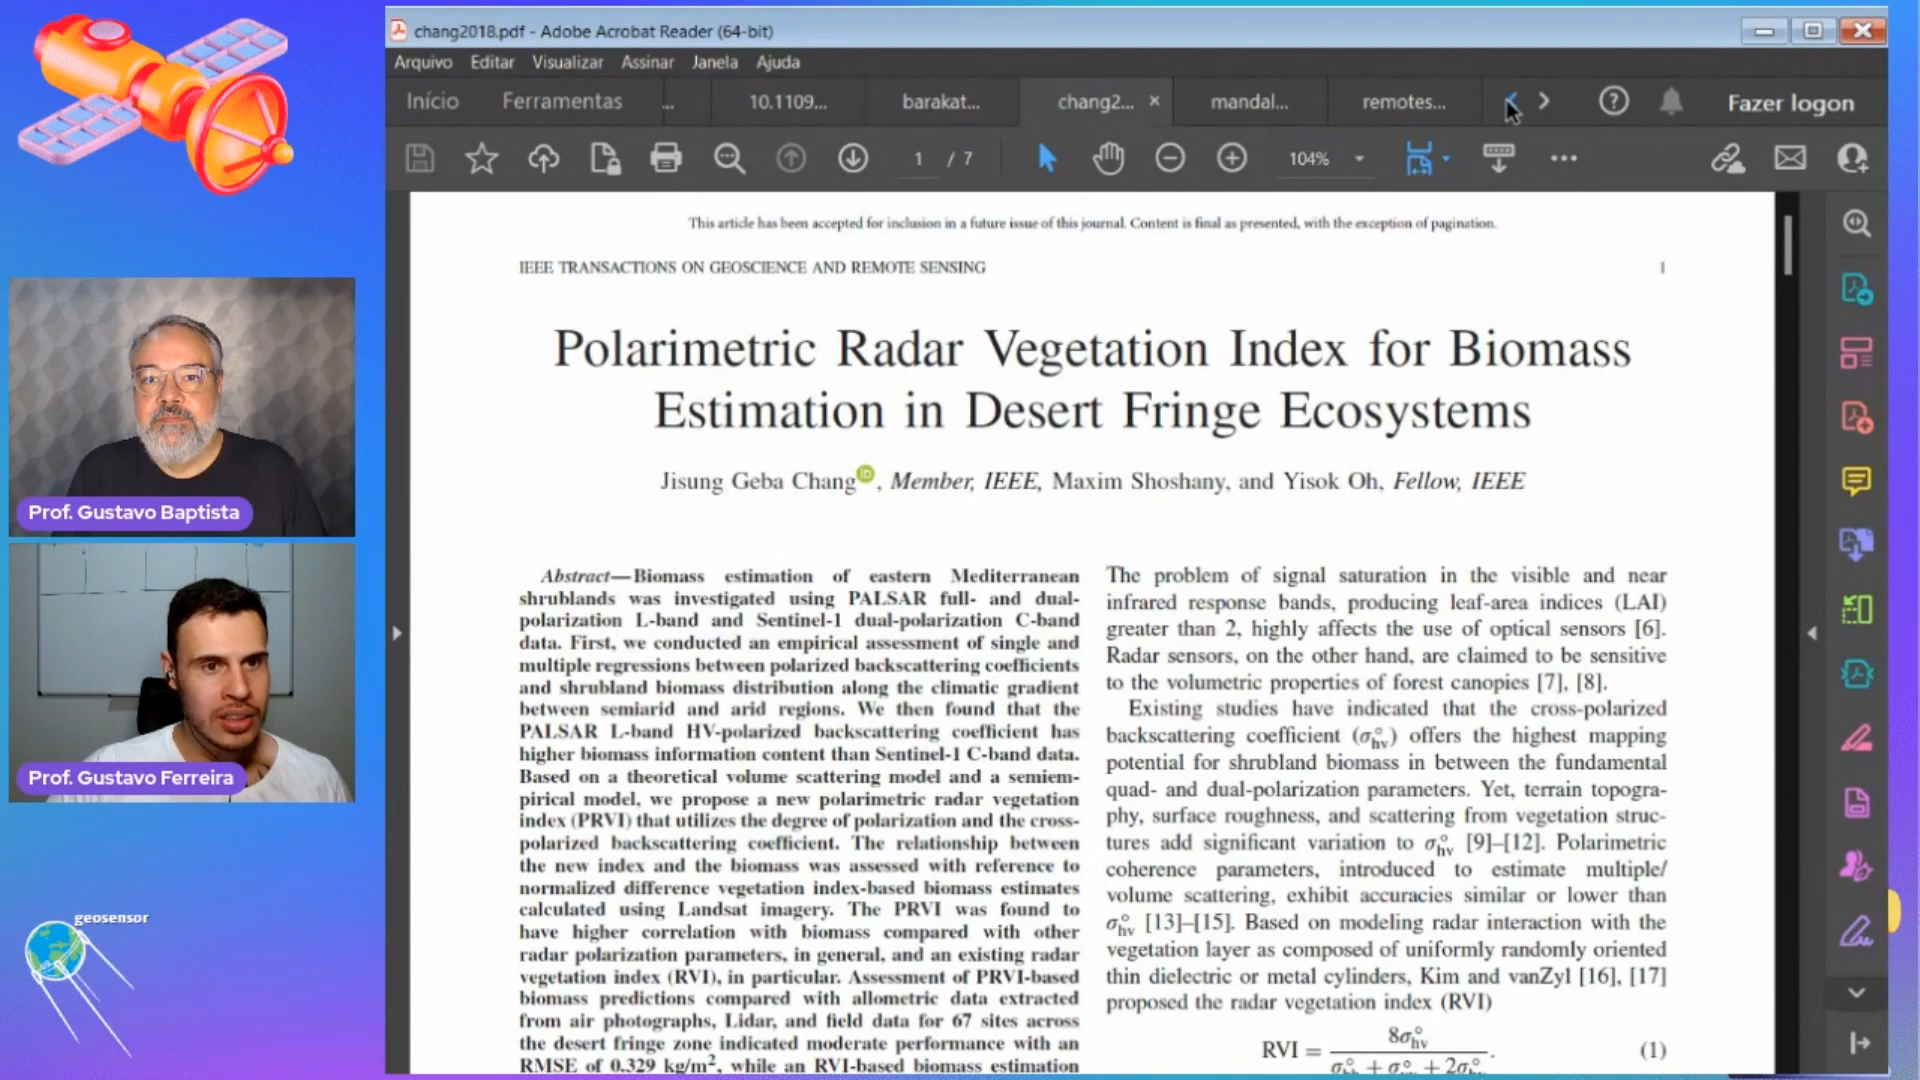 chang2018.pdf - Adobe Acrobat Reader (64-bit)
Arquivo Editar Visualizar Assinar Janela Ajuda
Início Ferramentas ... 10.1109... barakat... chang2... × mandal... remotes... Fazer logon
1 / 7 104%
This article has been accepted for inclusion in a future issue of this journal. Content is final as presented, with the exception of pagination.
IEEE TRANSACTIONS ON GEOSCIENCE AND REMOTE SENSING 1
Polarimetric Radar Vegetation Index for Biomass
Estimation in Desert Fringe Ecosystems
Jisung Geba Chang iD, Member, IEEE, Maxim Shoshany, and Yisok Oh, Fellow, IEEE
Abstract—Biomass estimation of eastern Mediterranean
shrublands was investigated using PALSAR full- and dual-
polarization L-band and Sentinel-1 dual-polarization C-band
data. First, we conducted an empirical assessment of single and
multiple regressions between polarized backscattering coefficients
and shrubland biomass distribution along the climatic gradient
between semiarid and arid regions. We then found that the
PALSAR L-band HV-polarized backscattering coefficient has
higher biomass information content than Sentinel-1 C-band data.
Based on a theoretical volume scattering model and a semiem-
pirical model, we propose a new polarimetric radar vegetation
index (PRVI) that utilizes the degree of polarization and the cross-
polarized backscattering coefficient. The relationship between
the new index and the biomass was assessed with reference to
normalized difference vegetation index-based biomass estimates
calculated using Landsat imagery. The PRVI was found to
have higher correlation with biomass compared with other
radar polarization parameters, in general, and an existing radar
vegetation index (RVI), in particular. Assessment of PRVI-based
biomass predictions compared with allometric data extracted
from air photographs, Lidar, and field data for 67 sites across
the desert fringe zone indicated moderate performance with an
RMSE of 0.329 kg/m², while an RVI-based biomass estimation
The problem of signal saturation in the visible and near
infrared response bands, producing leaf-area indices (LAI)
greater than 2, highly affects the use of optical sensors [6].
Radar sensors, on the other hand, are claimed to be sensitive
to the volumetric properties of forest canopies [7], [8].
Existing studies have indicated that the cross-polarized
backscattering coefficient (σ°hv) offers the highest mapping
potential for shrubland biomass in between the fundamental
quad- and dual-polarization parameters. Yet, terrain topogra-
phy, surface roughness, and scattering from vegetation struc-
tures add significant variation to σ°hv [9]–[12]. Polarimetric
coherence parameters, introduced to estimate multiple/
volume scattering, exhibit accuracies similar or lower than
σ°hv [13]–[15]. Based on modeling radar interaction with the
vegetation layer as composed of uniformly randomly oriented
thin dielectric or metal cylinders, Kim and vanZyl [16], [17]
proposed the radar vegetation index (RVI)
8σ°hv
RVI = . (1)
Prof. Gustavo Baptista
Prof. Gustavo Ferreira
geosensor